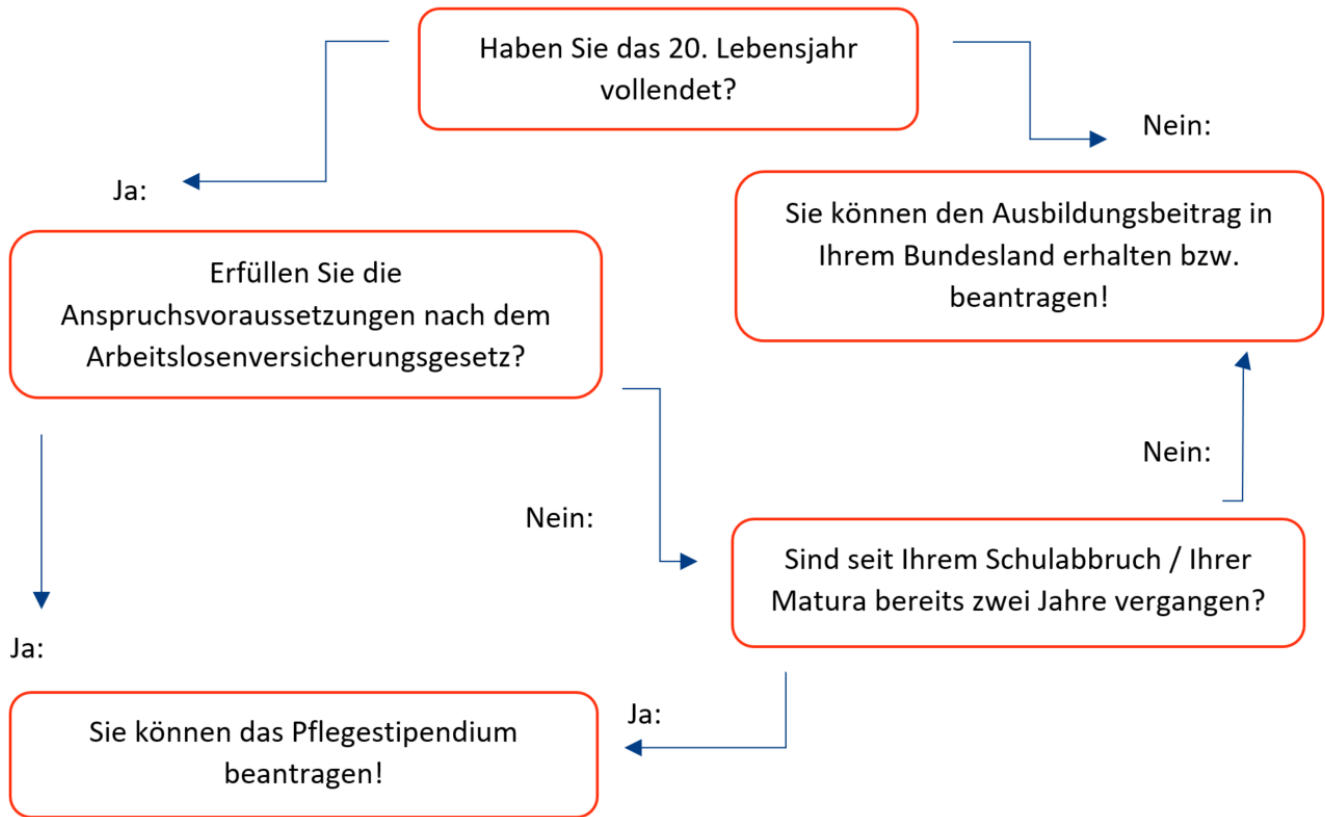 Haben Sie das 20. Lebensjahr
vollendet?
Nein:
Ja:
Sie können den Ausbildungsbeitrag in
Ihrem Bundesland erhalten bzw.
beantragen!
Erfüllen Sie die
Anspruchsvoraussetzungen nach dem
Arbeitslosenversicherungsgesetz?
Nein:
Nein:
Sind seit Ihrem Schulabbruch / Ihrer
Matura bereits zwei Jahre vergangen?
Ja:
Ja:
Sie können das Pflegestipendium
beantragen!